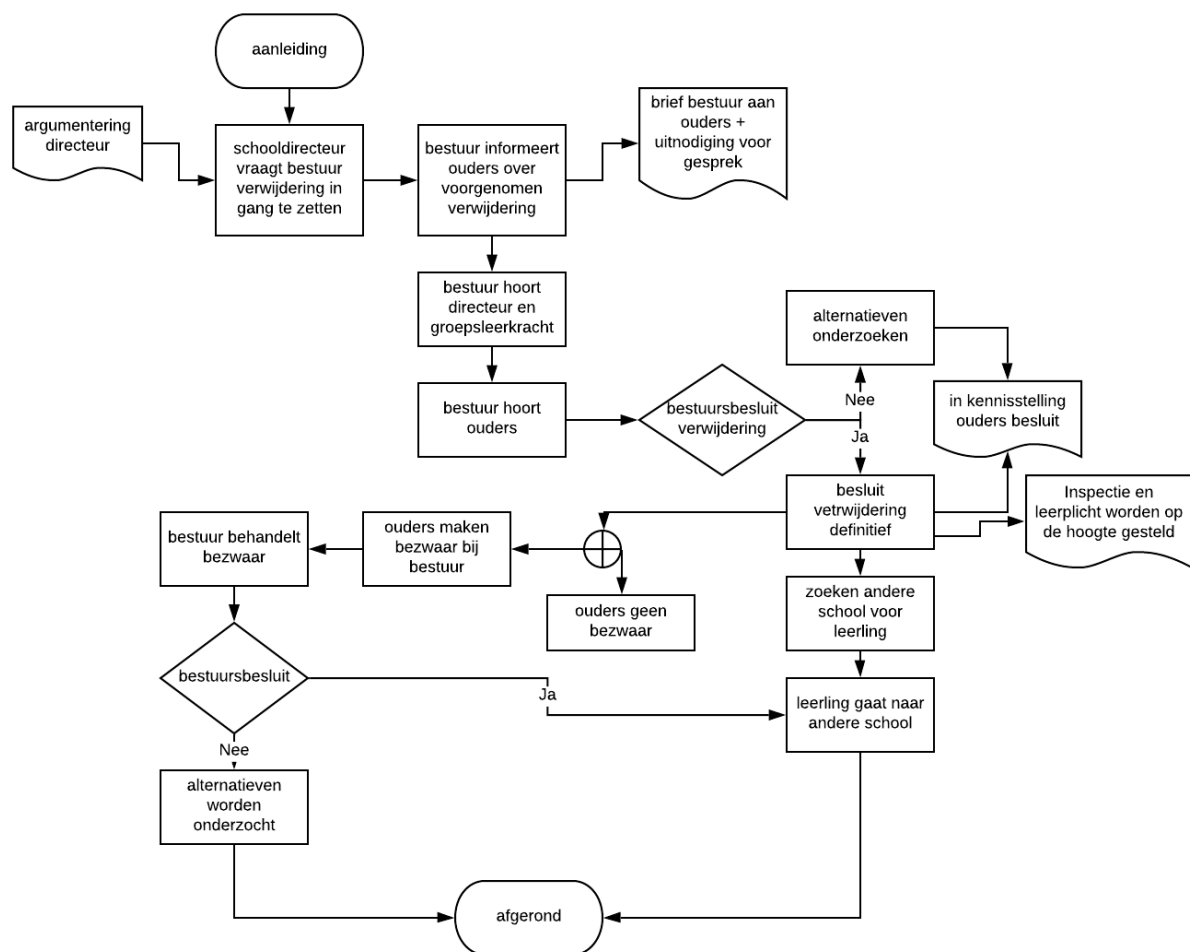 aanleiding
argumentering
directeur
schooldirecteur
vraagt bestuur
verwijdering in
gang te zetten
bestuur informeert
ouders over
voorgenomen
verwijdering
brief bestuur aan
ouders +
uitnodiging voor
gesprek
bestuur hoort
directeur en
groepsleerkracht
bestuur hoort
ouders
bestuursbesluit
verwijdering
Nee
Ja
alternatieven
onderzoeken
in kennisstelling
ouders besluit
besluit
vetrwijdering
definitief
Inspectie en
leerplicht worden op
de hoogte gesteld
ouders maken
bezwaar bij
bestuur
bestuur behandelt
bezwaar
ouders geen
bezwaar
zoeken andere
school voor
leerling
bestuursbesluit
Ja
leerling gaat naar
andere school
Nee
alternatieven
worden
onderzocht
afgerond